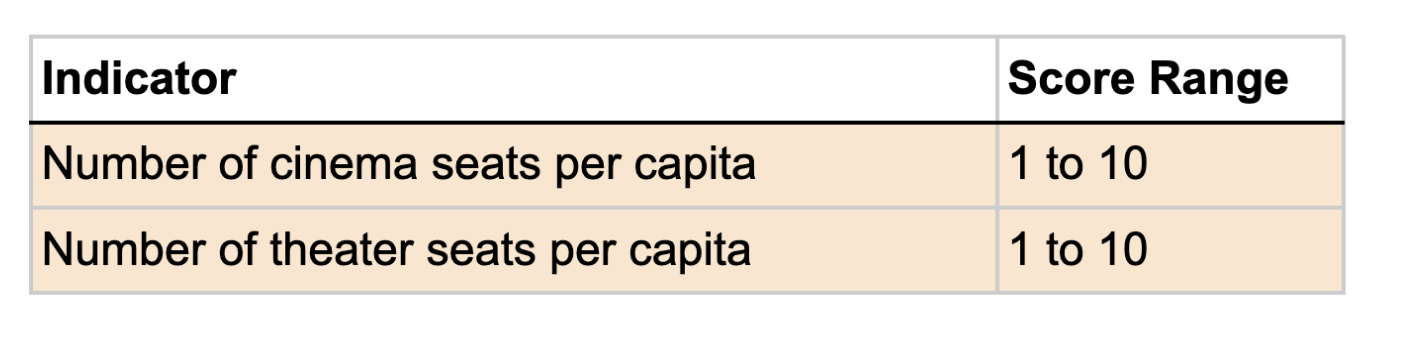 Indicator Score Range
Number of cinema seats per capita 1 to 10
Number of theater seats per capita 1 to 10